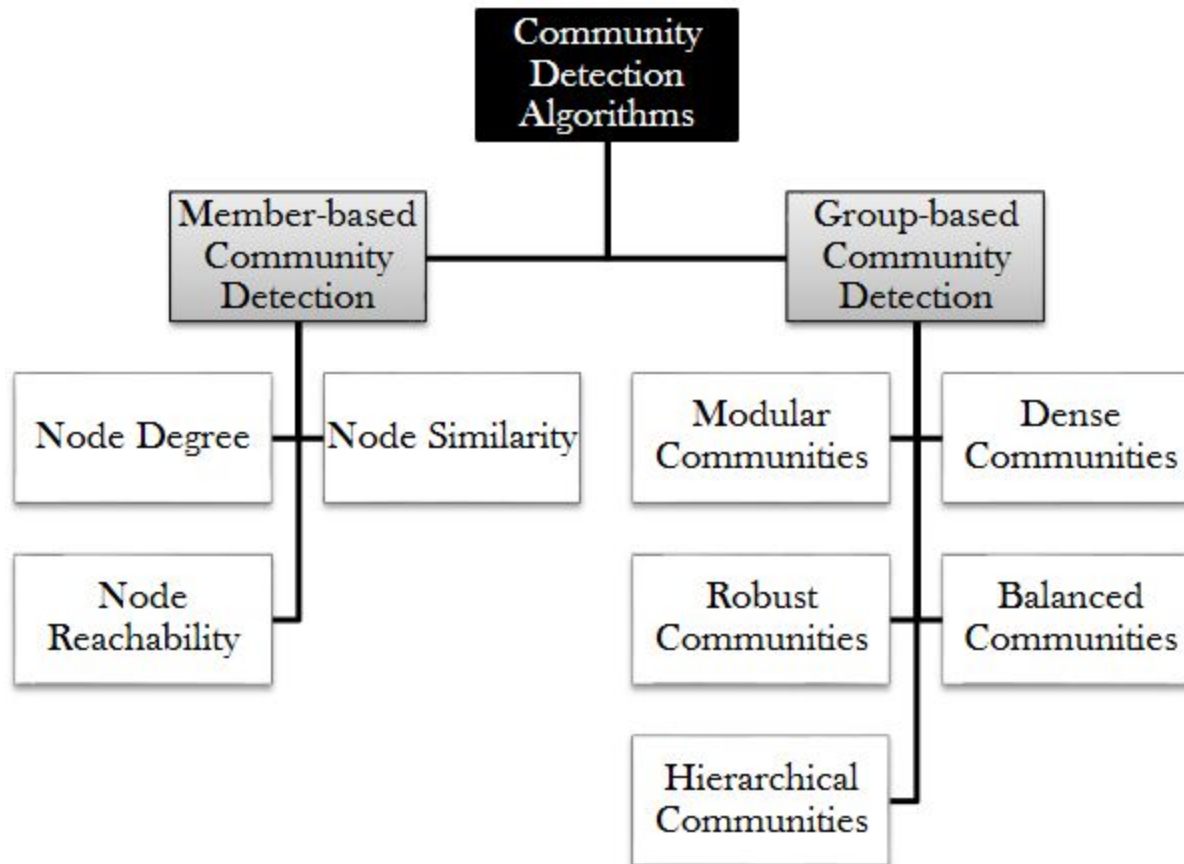 Community
Detection
Algorithms
Member-based
Community
Detection
Group-based
Community
Detection
Node Degree
Node Similarity
Node
Reachability
Modular
Communities
Dense
Communities
Robust
Communities
Balanced
Communities
Hierarchical
Communities